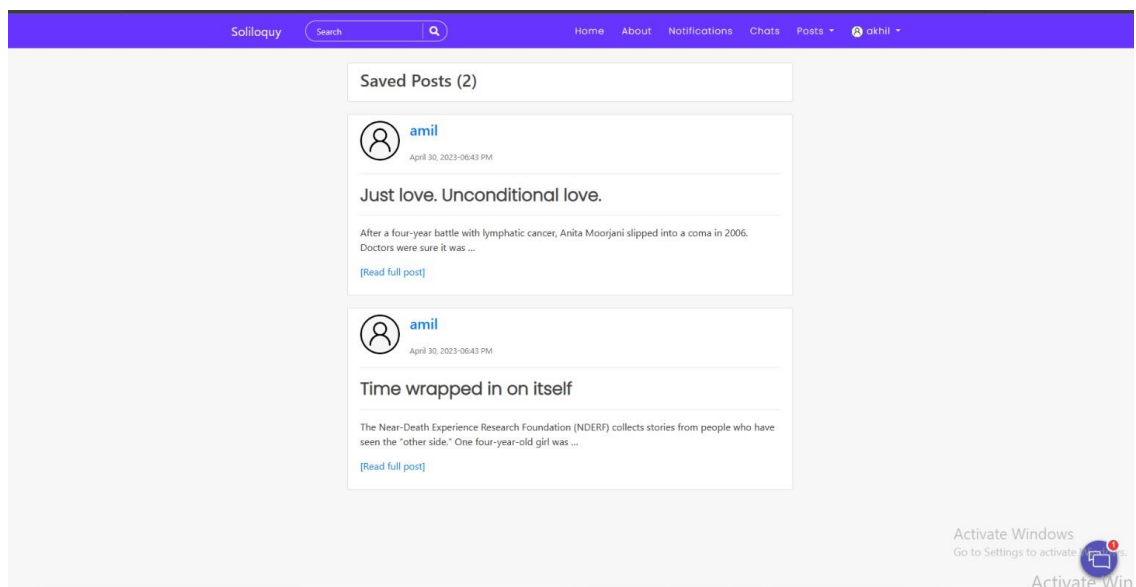 Soliloquy Search Home About Notifications Chats Posts akhil
Saved Posts (2)
amil
April 30, 2023-06:43 PM
Just love. Unconditional love.
After a four-year battle with lymphatic cancer, Anita Moorjani slipped into a coma in 2006.
Doctors were sure it was ...
[Read full post]
amil
April 30, 2023-06:43 PM
Time wrapped in on itself
The Near-Death Experience Research Foundation (NDERF) collects stories from people who have
seen the "other side." One four-year-old girl was ...
[Read full post]
Activate Windows
Go to Settings to activate
1
Activate Win